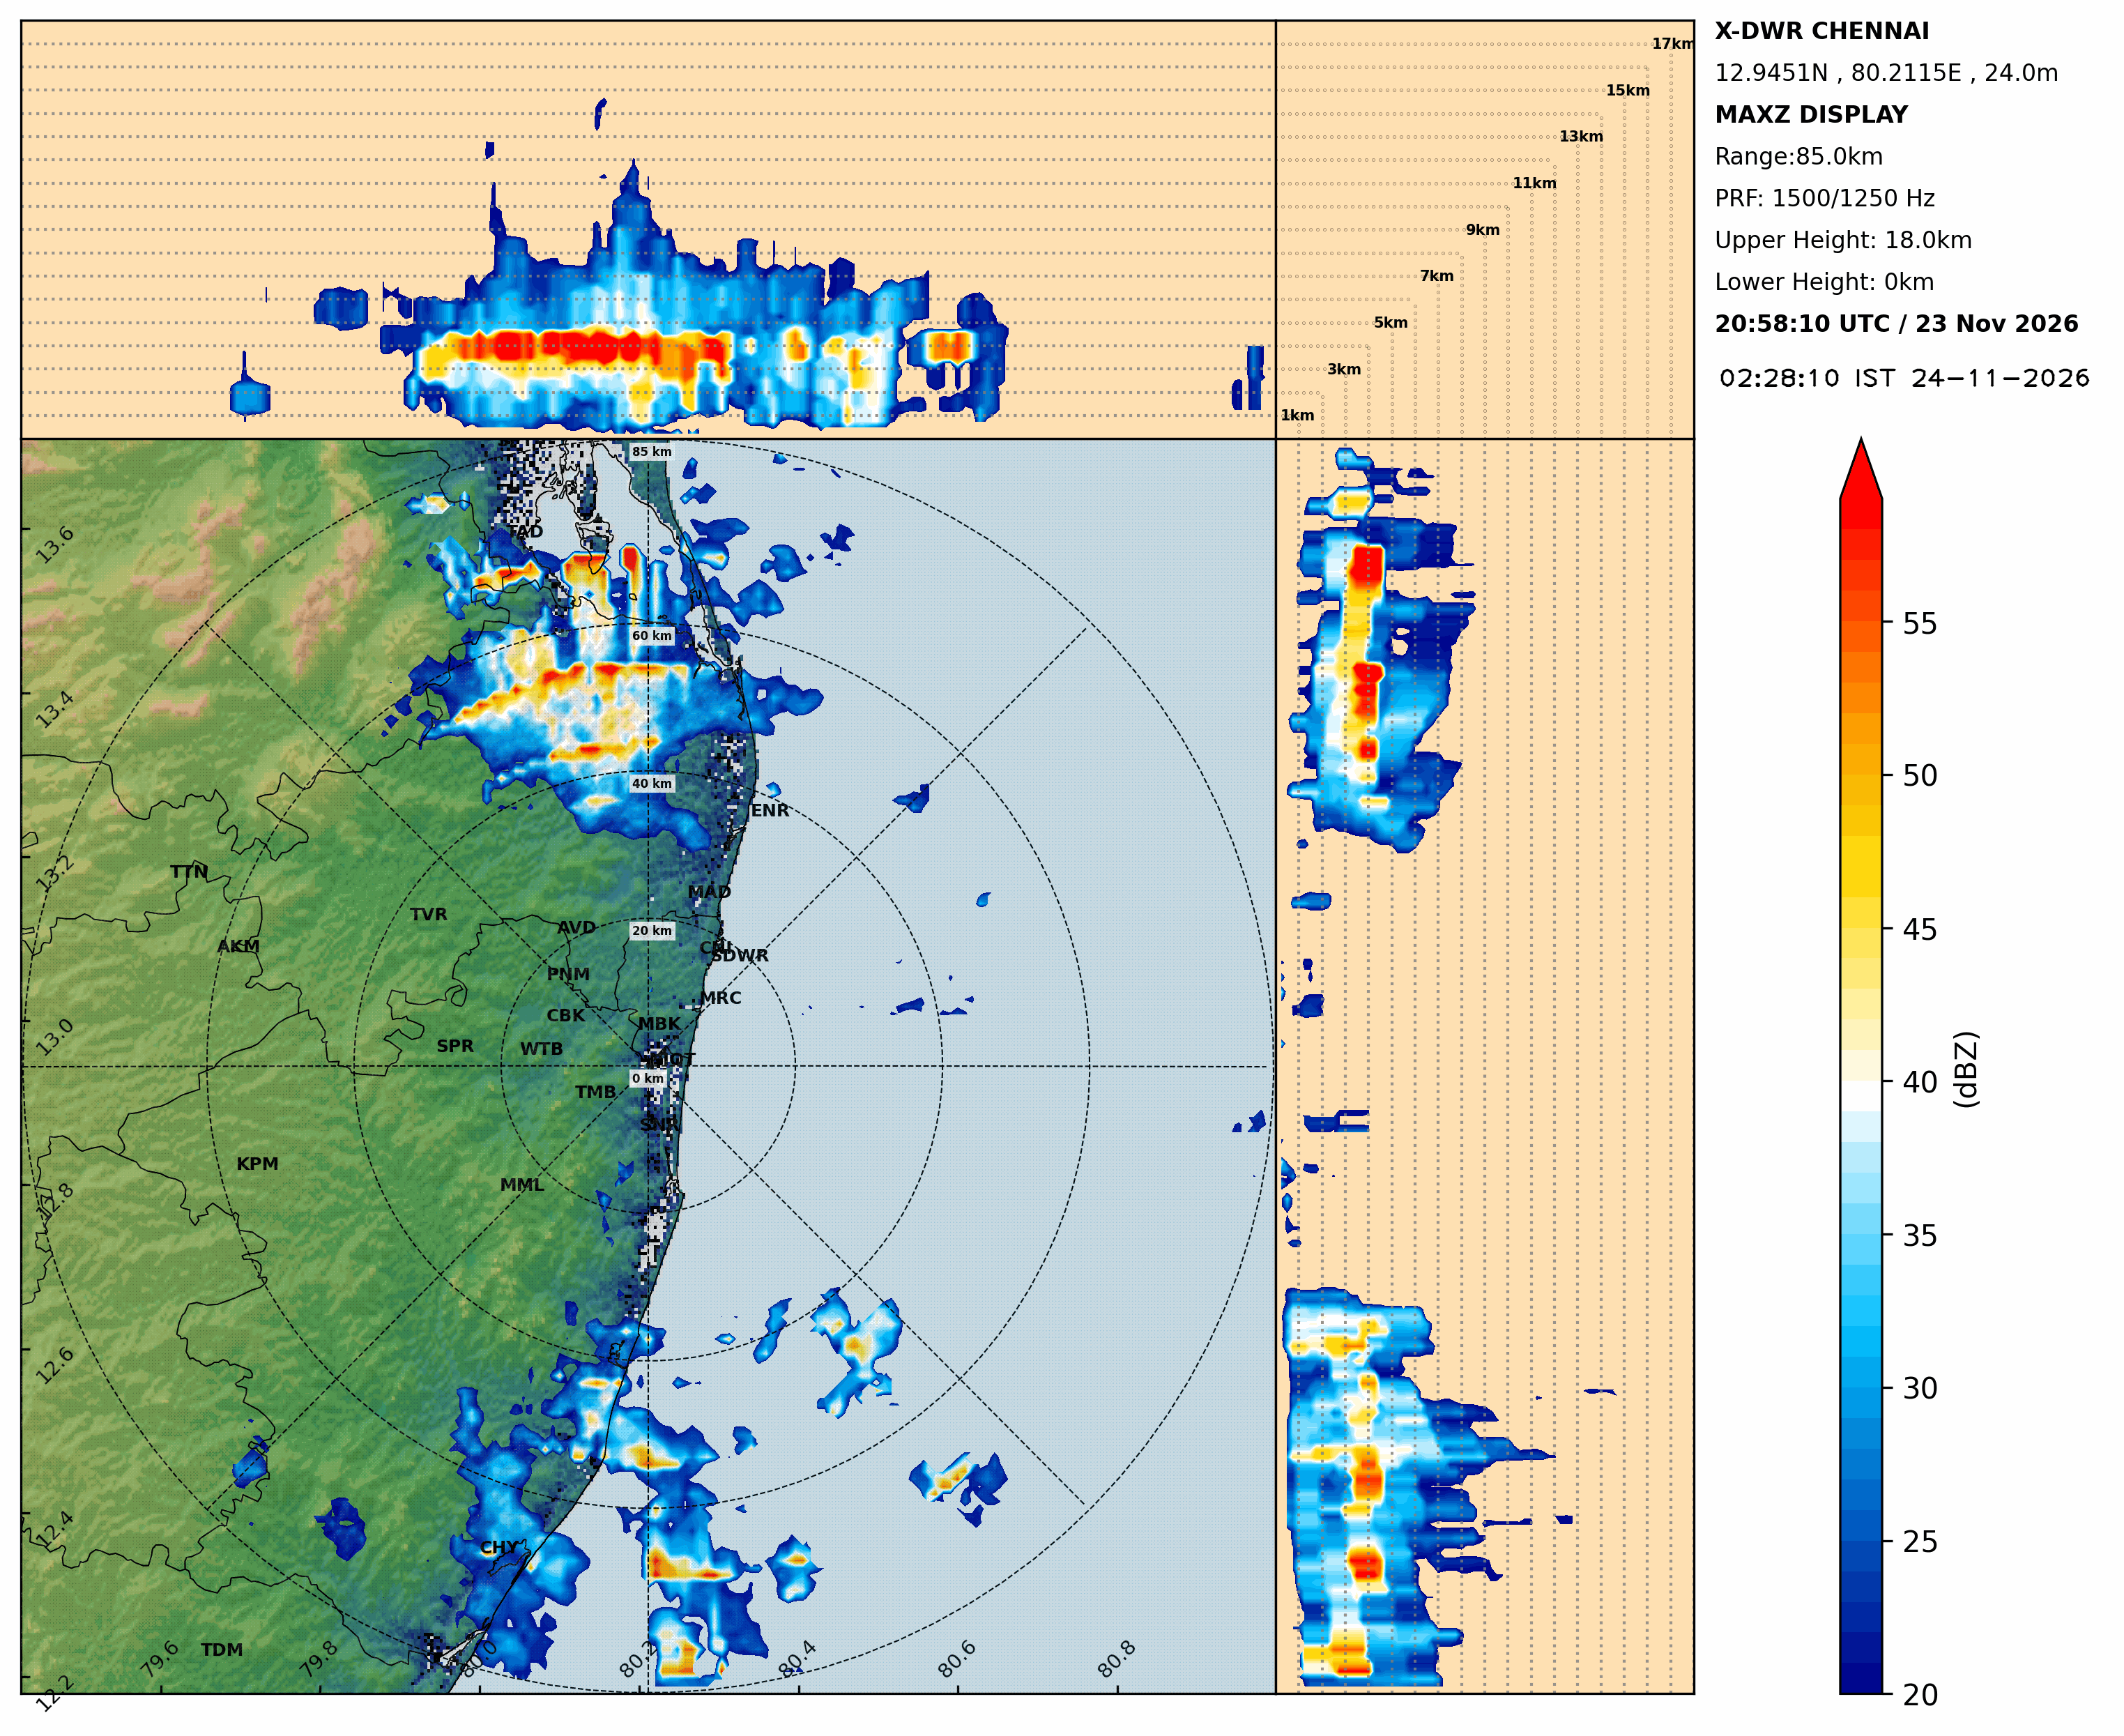 X-DWR CHENNAI
12.9451N , 80.2115E , 24.0m
MAXZ DISPLAY
Range:85.0km
PRF: 1500/1250 Hz
Upper Height: 18.0km
Lower Height: 0km
20:58:10 UTC / 23 Nov 2026
02:28:10 IST 24-11-2026
17km
15km
13km
11km
9km
7km
5km
3km
1km
85 km
TAD
13.6
60 km
13.4
40 km
ENR
13.2
TTN
MAD
TVR
AVD
20 km
AKM
CNI
SDWR
PNM
MRC
CBK
MBK
13.0
SPR
WTB
0 km
TMB
SNR
KPM
MML
12.8
12.6
12.4
CHY
TDM
12.2
79.6
79.8
80.0
80.2
80.4
80.6
80.8
55
50
45
40
35
30
25
20
(dBZ)